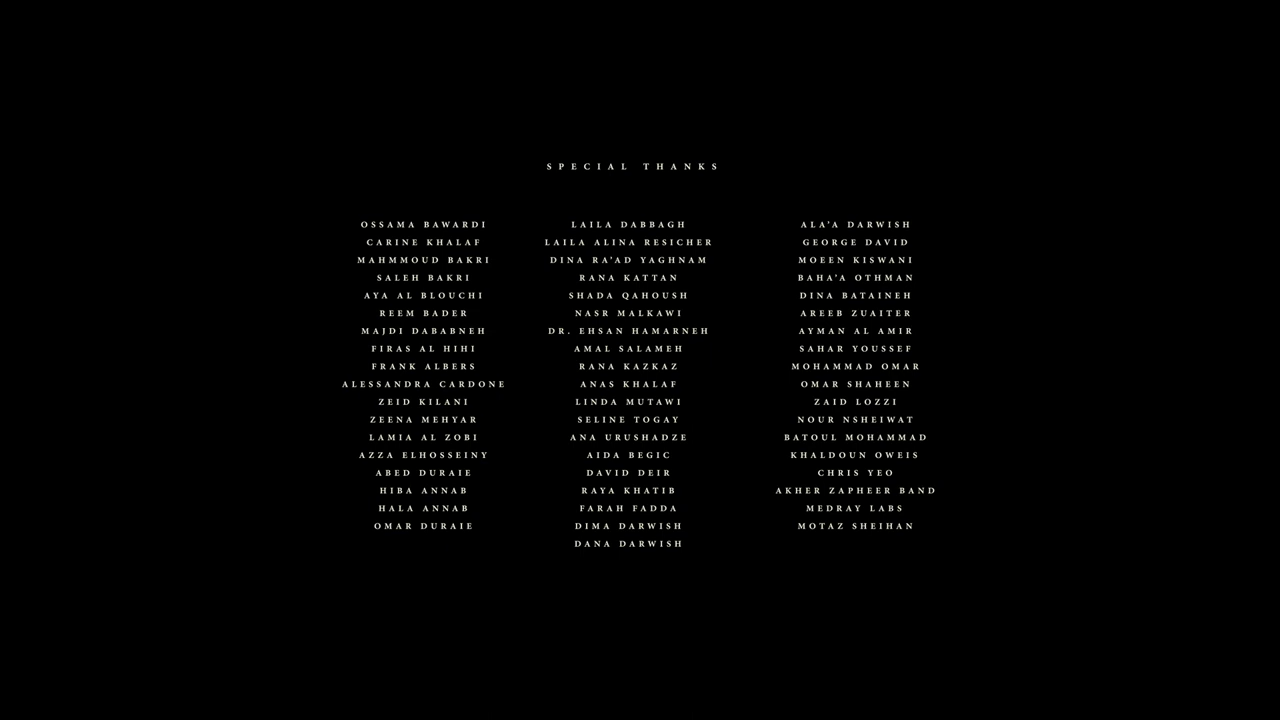 SPECIAL THANKS
OSSAMA BAWARDI
CARINE KHALAF
MAHMMOUD BAKRI
SALEH BAKRI
AYA AL BLOUCHI
REEM BADER
MAJDI DABABNEH
FIRAS AL HIHI
FRANK ALBERS
ALESSANDRA CARDONE
ZEID KILANI
ZEENA MEHYAR
LAMIA AL ZOBI
AZZA ELHOSSEINY
ABED DURAIE
HIBA ANNAB
HALA ANNAB
OMAR DURAIE
LAILA DABBAGH
LAILA ALINA RESICHER
DINA RA'AD YAGHNAM
RANA KATTAN
SHADA QAHOUSH
NASR MALKAWI
DR. EHSAN HAMARNEH
AMAL SALAMEH
RANA KAZKAZ
ANAS KHALAF
LINDA MUTAWI
SELINE TOGAY
ANA URUSHADZE
AIDA BEGIC
DAVID DEIR
RAYA KHATIB
FARAH FADDA
DIMA DARWISH
DANA DARWISH
ALA'A DARWISH
GEORGE DAVID
MOEEN KISWANI
BAHA'A OTHMAN
DINA BATAINEH
AREEB ZUAITER
AYMAN AL AMIR
SAHAR YOUSSEF
MOHAMMAD OMAR
OMAR SHAHEEN
ZAID LOZZI
NOUR NSHEIWAT
BATOUL MOHAMMAD
KHALDOUN OWEIS
CHRIS YEO
AKHER ZAPHEER BAND
MEDRAY LABS
MOTAZ SHEIHAN